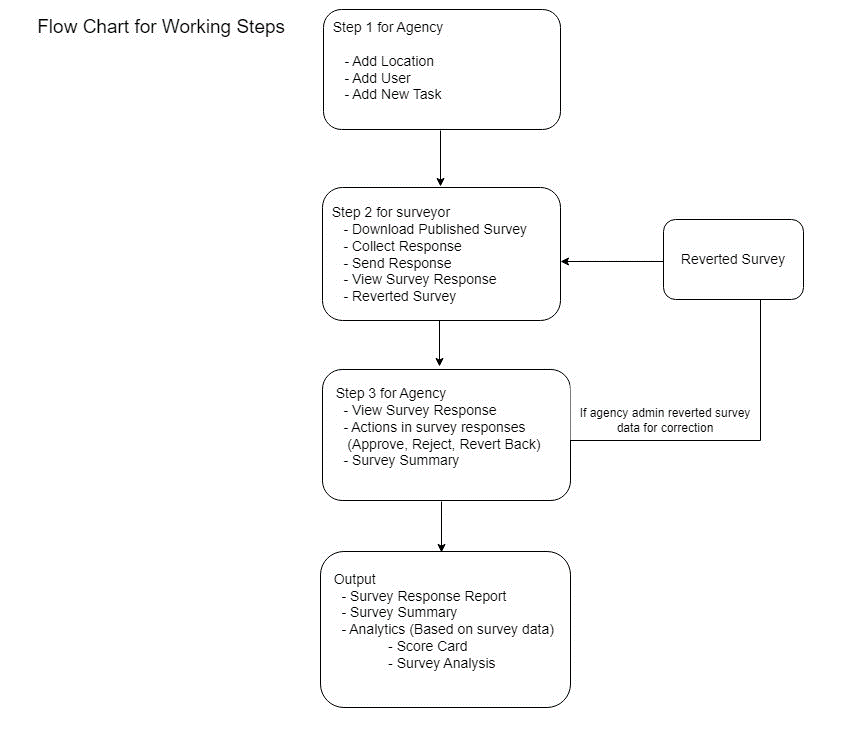 Flow Chart for Working Steps
Step 1 for Agency
- Add Location
- Add User
- Add New Task
Step 2 for surveyor
- Download Published Survey
- Collect Response
- Send Response
- View Survey Response
- Reverted Survey
Reverted Survey
Step 3 for Agency
- View Survey Response
- Actions in survey responses
(Approve, Reject, Revert Back)
- Survey Summary
If agency admin reverted survey
data for correction
Output
- Survey Response Report
- Survey Summary
- Analytics (Based on survey data)
- Score Card
- Survey Analysis